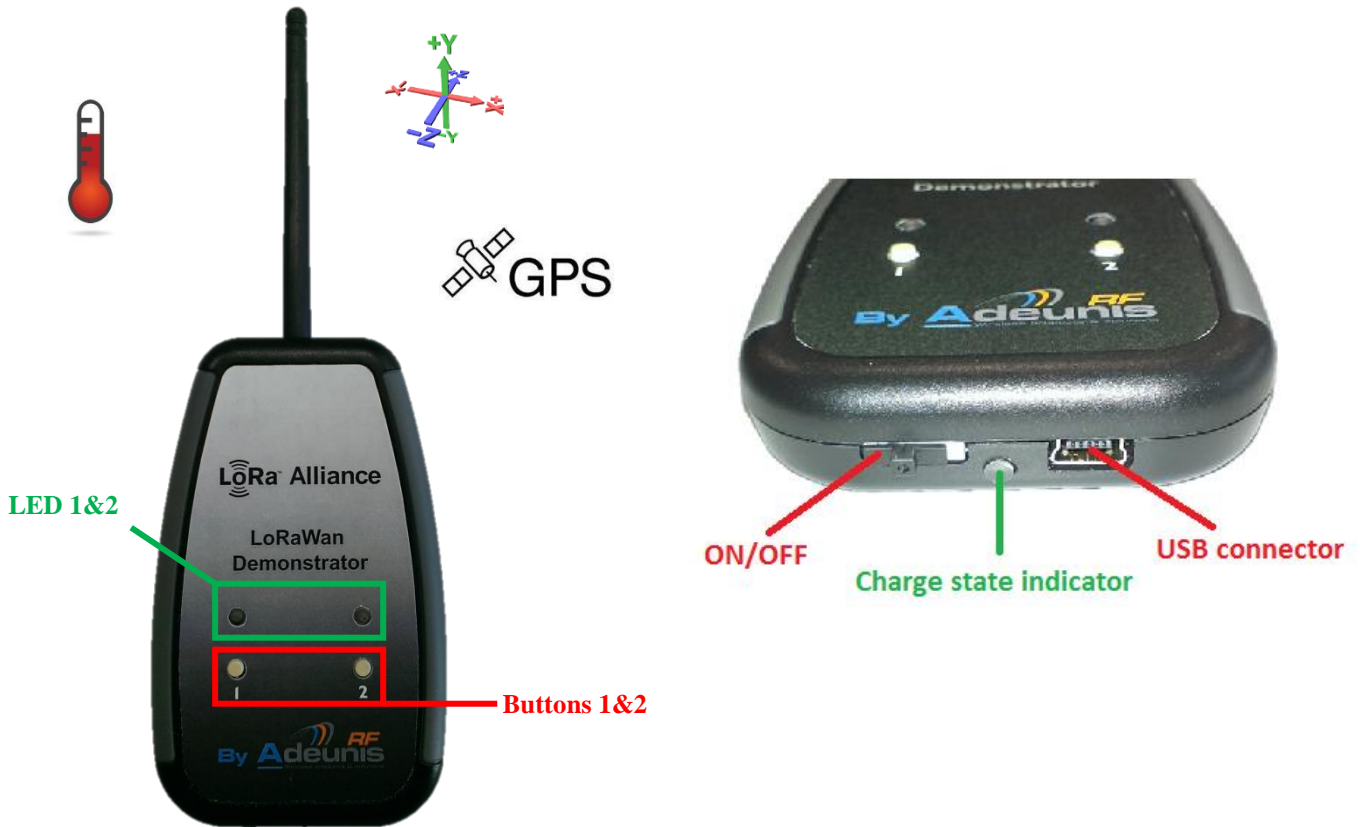 +Y
+Z
X-
X+
-Z
-Y
GPS
LoRa™ Alliance
LED 1&2
LoRaWan
Demonstrator
1 2
Buttons 1&2
By Adeunis RF
Demonstrator
1 2
By Adeunis RF
ON/OFF
USB connector
Charge state indicator